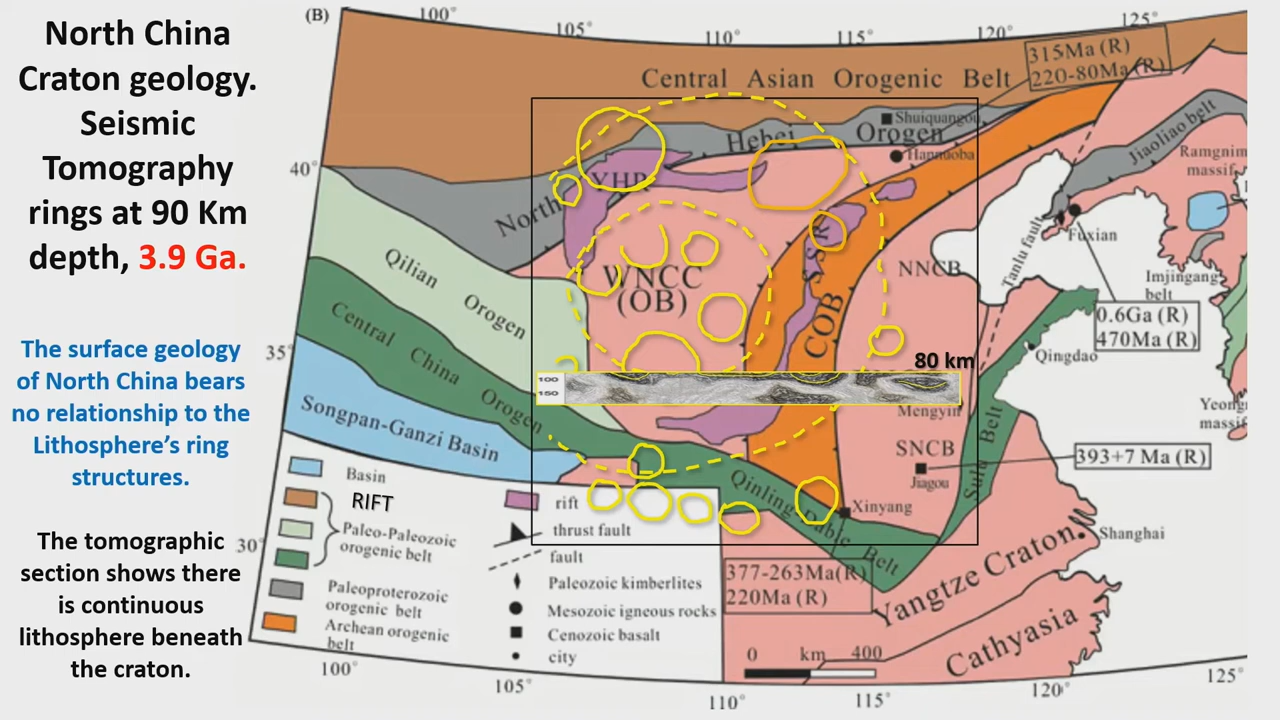 North China
Craton geology.
Seismic
Tomography
rings at 90 Km
depth, 3.9 Ga.
The surface geology
of North China bears
no relationship to the
Lithosphere's ring
structures.
The tomographic
section shows there
is continuous
lithosphere beneath
the craton.
(B)
100°
105°
110°
115°
120°
125°
40°
35°
30°
315Ma (R)
220-80Ma (R)
Central Asian Orogenic Belt
Shuiquangou
North Hebei Orogen
Hannuoba
Jiaoliao belt
Ramgnim
massif
YHR
Qilian Orogen
WNCC
(OB)
SSR
COB
NNCB
Tanlu fault
Fuxian
Imjingang
belt
0.6Ga (R)
470Ma (R)
Qingdao
Central China Orogen
80 km
100
150
Mengyin
Yeong
massif
Songpan-Ganzi Basin
SNCB
Jiagou
Sulu Belt
393+7 Ma (R)
Qinling Dabie Belt
Xinyang
Shanghai
Yangtze Craton
Cathyasia
377-263Ma(R)
220Ma (R)
Basin
RIFT
Paleo-Paleozoic
orogenic belt
Paleoproterozoic
orogenic belt
Archean orogenic
belt
rift
thrust fault
fault
Paleozoic kimberlites
Mesozoic igneous rocks
Cenozoic basalt
city
0 km 400
100°
105°
110°
115°
120°
125°